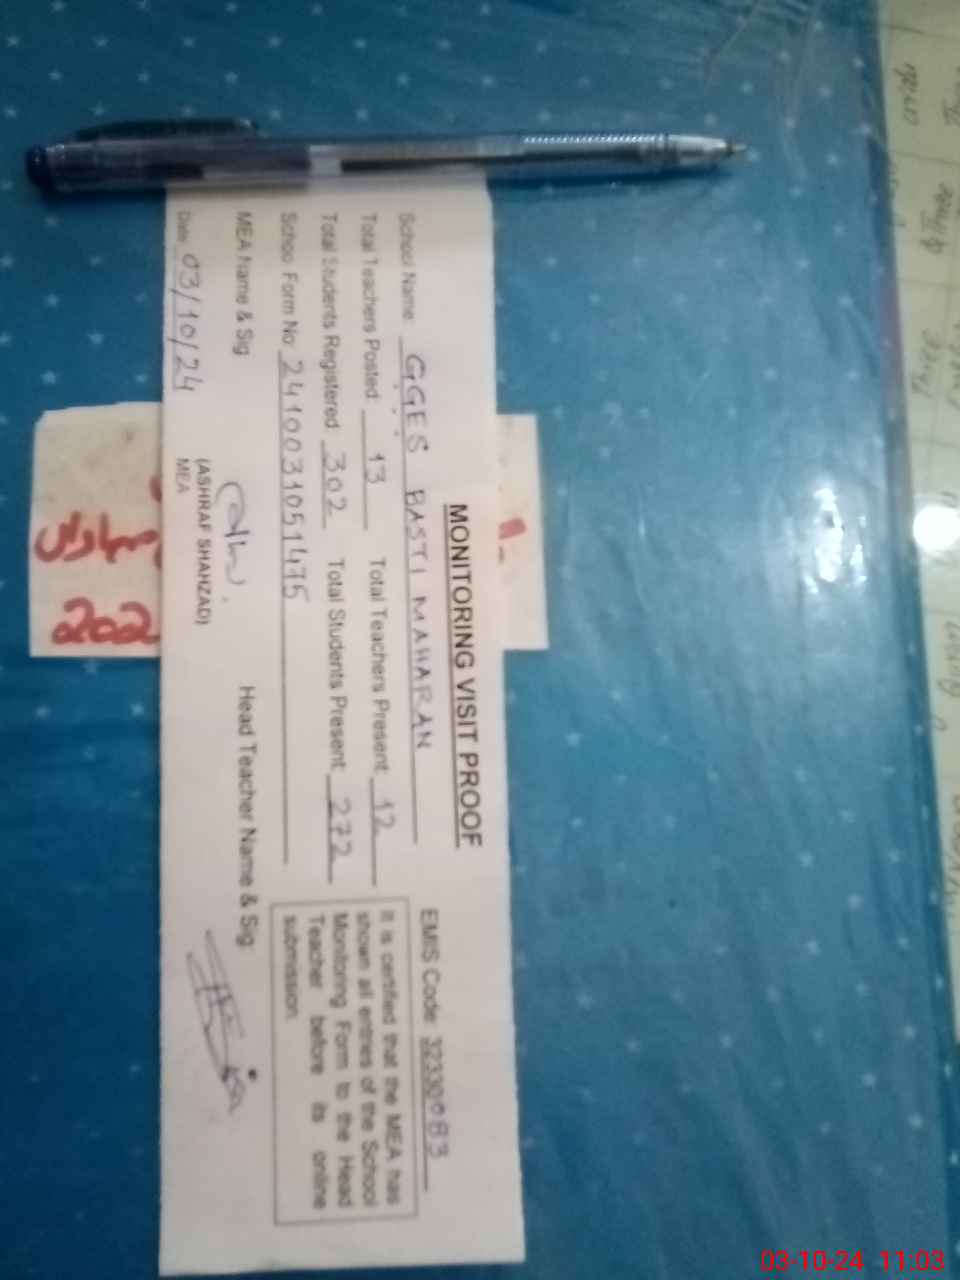 MONITORING VISIT PROOF
EMIS Code: 32330083
School Name: GGES BASTI MAHARAN
Total Teachers Posted: 13 Total Teachers Present: 12
Total Students Registered 302 Total Students Present: 272
School Form No 2410031051475
It is certified that the MEA has
shown all entries of the School
Monitoring Form to the Head
Teacher before its online
submission.
MEA Name & Sig
Head Teacher Name & Sig:
(ASHRAF SHAHZAD)
MEA
Date 03/10/24
202
03-10-24 11:03